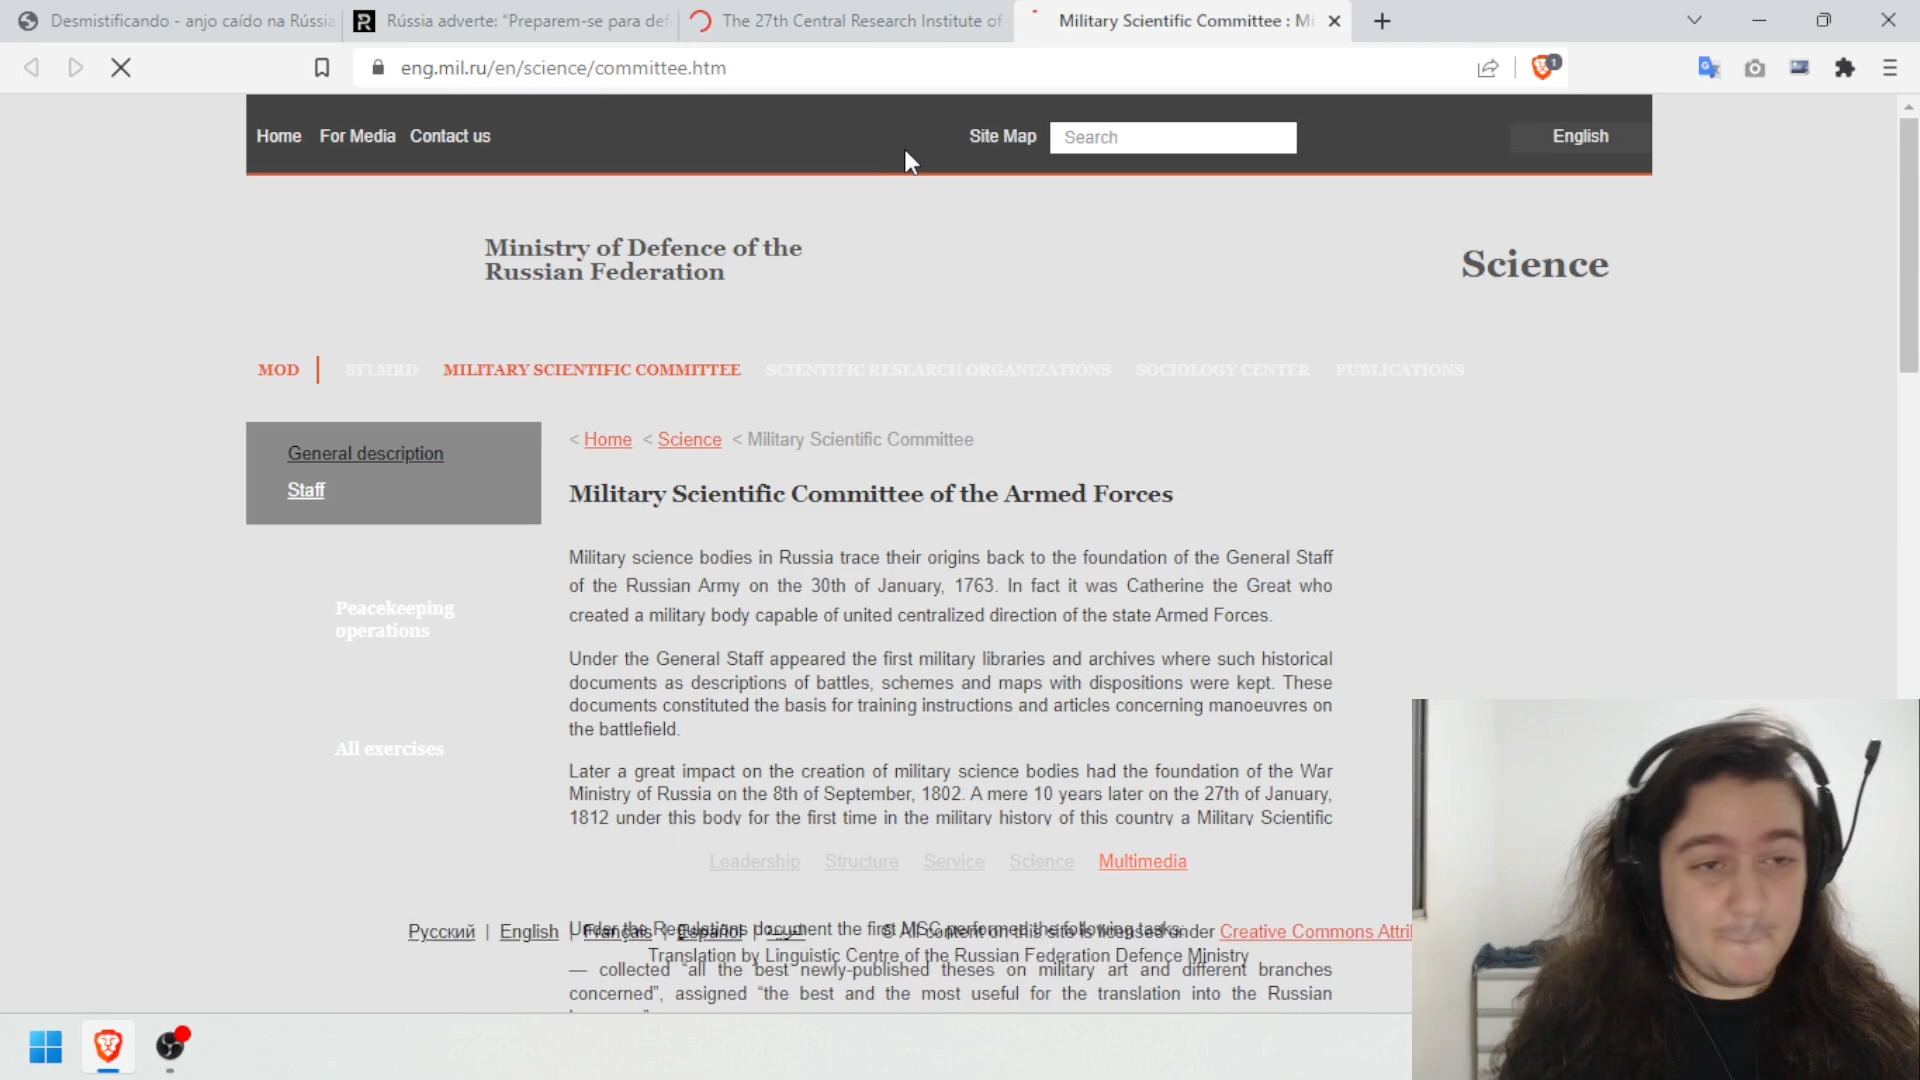 Desmistificando - anjo caído na Rússia
Rússia adverte: "Preparem-se para def
The 27th Central Research Institute of
Military Scientific Committee : Mi
eng.mil.ru/en/science/committee.htm
1
Home
For Media
Contact us
Site Map
Search
English
Ministry of Defence of the
Russian Federation
Science
MOD
SFLMRD
MILITARY SCIENTIFIC COMMITTEE
SCIENTIFIC RESEARCH ORGANIZATIONS
SOCIOLOGY CENTER
PUBLICATIONS
General description
Staff
Peacekeeping
operations
All exercises
< Home < Science < Military Scientific Committee
Military Scientific Committee of the Armed Forces
Military science bodies in Russia trace their origins back to the foundation of the General Staff
of the Russian Army on the 30th of January, 1763. In fact it was Catherine the Great who
created a military body capable of united centralized direction of the state Armed Forces.
Under the General Staff appeared the first military libraries and archives where such historical
documents as descriptions of battles, schemes and maps with dispositions were kept. These
documents constituted the basis for training instructions and articles concerning manoeuvres on
the battlefield.
Later a great impact on the creation of military science bodies had the foundation of the War
Ministry of Russia on the 8th of September, 1802. A mere 10 years later on the 27th of January,
1812 under this body for the first time in the military history of this country a Military Scientific
Leadership Structure Service Science Multimedia
Under the Regulations document the first MSC performed the following tasks:
Русский | English | Français | Español | العربية
© All content on this site is licensed under Creative Commons Attri
Translation by Linguistic Centre of the Russian Federation Defence Ministry
— collected "all the best newly-published theses on military art and different branches
concerned", assigned "the best and the most useful for the translation into the Russian